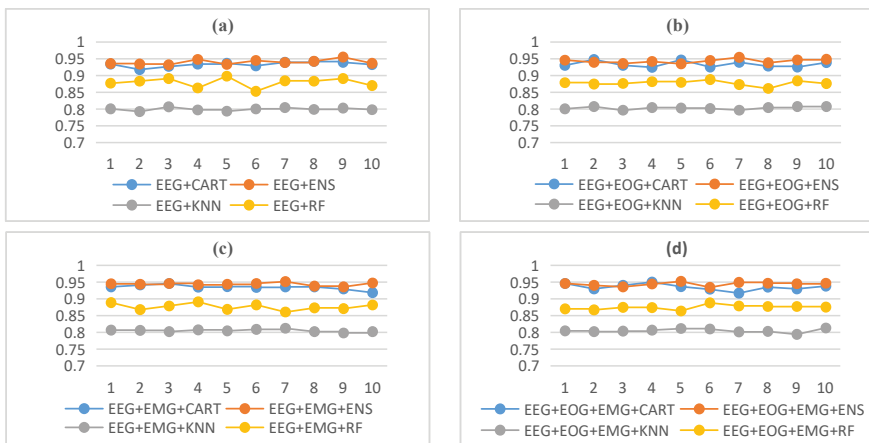 (a)
1
0.95
0.9
0.85
0.8
0.75
0.7
1 2 3 4 5 6 7 8 9 10
EEG+CART EEG+ENS
EEG+KNN EEG+RF
(b)
1
0.95
0.9
0.85
0.8
0.75
0.7
1 2 3 4 5 6 7 8 9 10
EEG+EOG+CART EEG+EOG+ENS
EEG+EOG+KNN EEG+EOG+RF
(c)
1
0.95
0.9
0.85
0.8
0.75
0.7
1 2 3 4 5 6 7 8 9 10
EEG+EMG+CART EEG+EMG+ENS
EEG+EMG+KNN EEG+EMG+RF
(d)
1
0.95
0.9
0.85
0.8
0.75
0.7
1 2 3 4 5 6 7 8 9 10
EEG+EOG+EMG+CART EEG+EOG+EMG+ENS
EEG+EOG+EMG+KNN EEG+EOG+EMG+RF